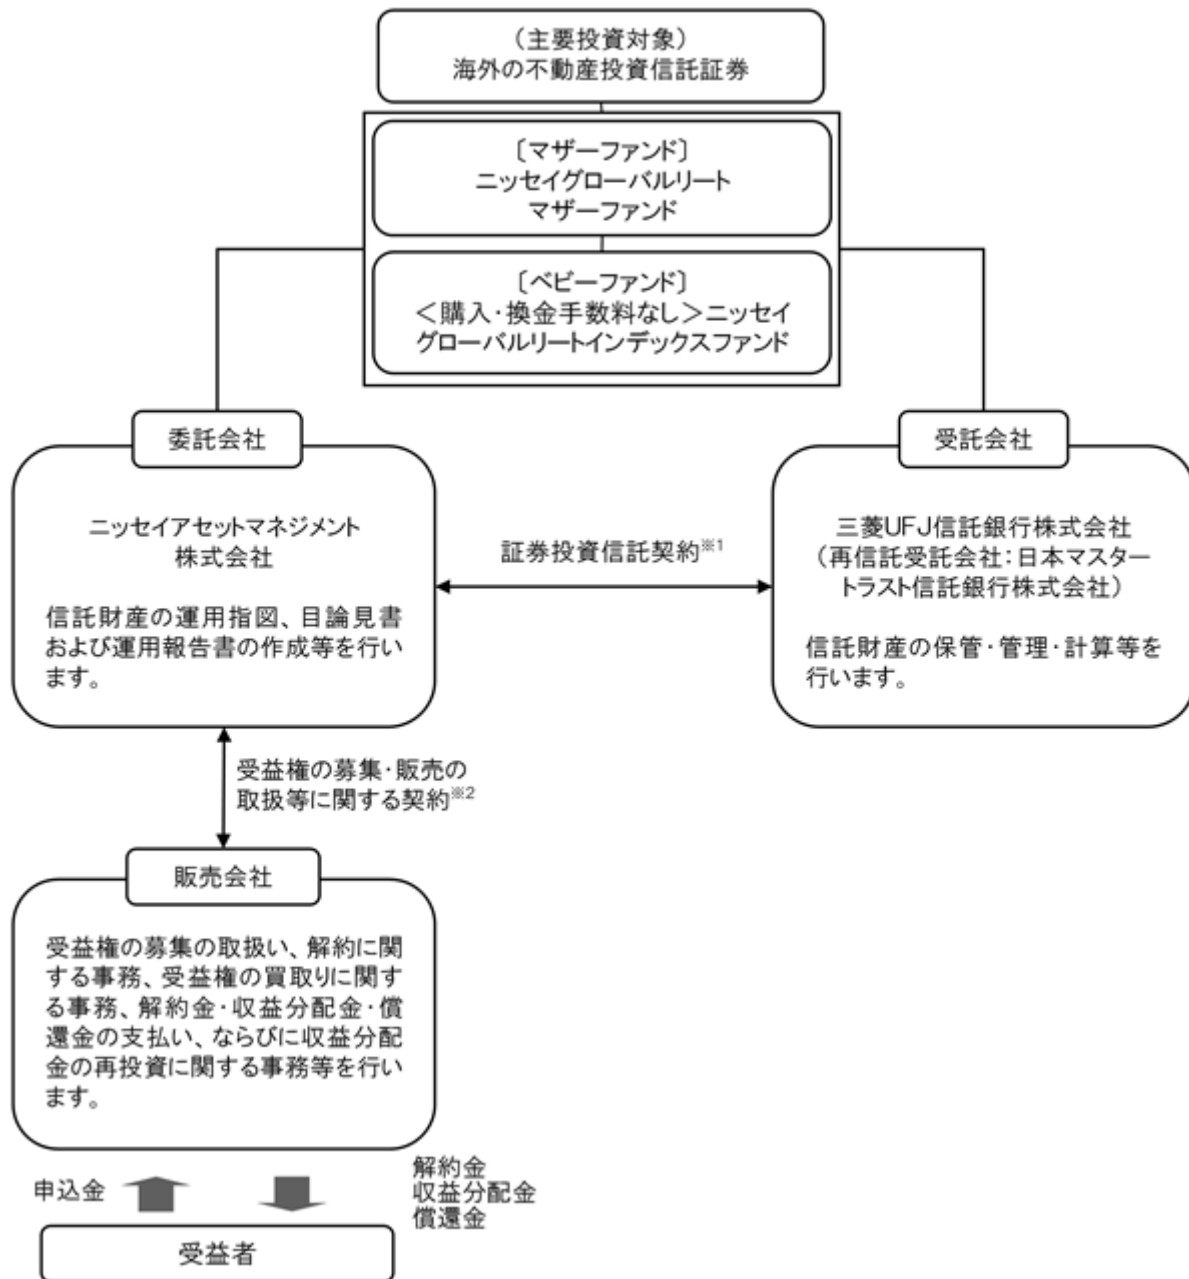 （主要投資対象）
海外の不動産投資信託証券
〔マザーファンド〕
ニッセイグローバルリート
マザーファンド
［ベビーファンド］
＜購入・換金手数料なし＞ニッセイ
グローバルリートインデックスファンド
委託会社
ニッセイアセットマネジメント
株式会社
信託財産の運用指図、目論見書
および運用報告書の作成等を行い
ます。
証券投資信託契約※1
受託会社
三菱UFJ信託銀行株式会社
（再信託受託会社：日本マスター
トラスト信託銀行株式会社）
信託財産の保管・管理・計算等を
行います。
受益権の募集・販売の
取扱等に関する契約※2
販売会社
受益権の募集の取扱い、解約に関
する事務、受益権の買取りに関す
る事務、解約金・収益分配金・償
還金の支払い、ならびに収益分配
金の再投資に関する事務等を行い
ます。
申込金
解約金
収益分配金
償還金
受益者